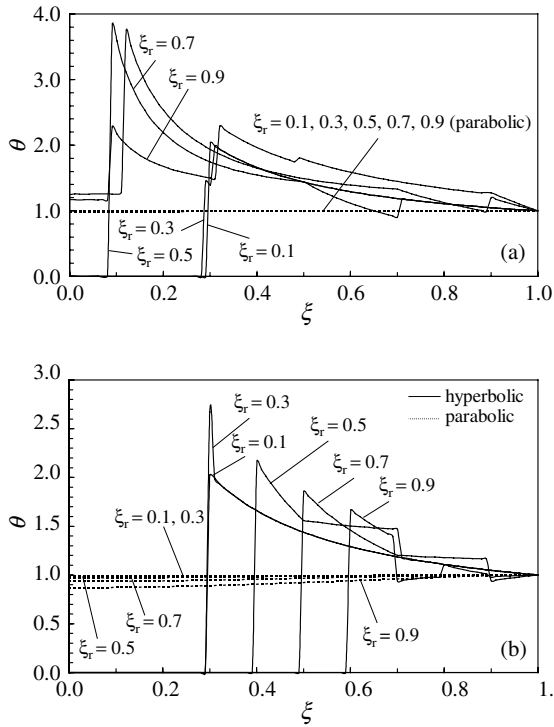 4.0
3.0
2.0
1.0
0.0
θ
ξr = 0.7
ξr = 0.9
ξr = 0.1, 0.3, 0.5, 0.7, 0.9 (parabolic)
ξr = 0.3
ξr = 0.5
ξr = 0.1
(a)
0.0 0.2 0.4 0.6 0.8 1.0
ξ
3.0
2.5
2.0
1.5
1.0
0.5
0.0
θ
hyperbolic
parabolic
ξr = 0.3
ξr = 0.1
ξr = 0.5
ξr = 0.7
ξr = 0.9
ξr = 0.1, 0.3
ξr = 0.7
ξr = 0.5
ξr = 0.9
(b)
0.0 0.2 0.4 0.6 0.8 1.
ξ